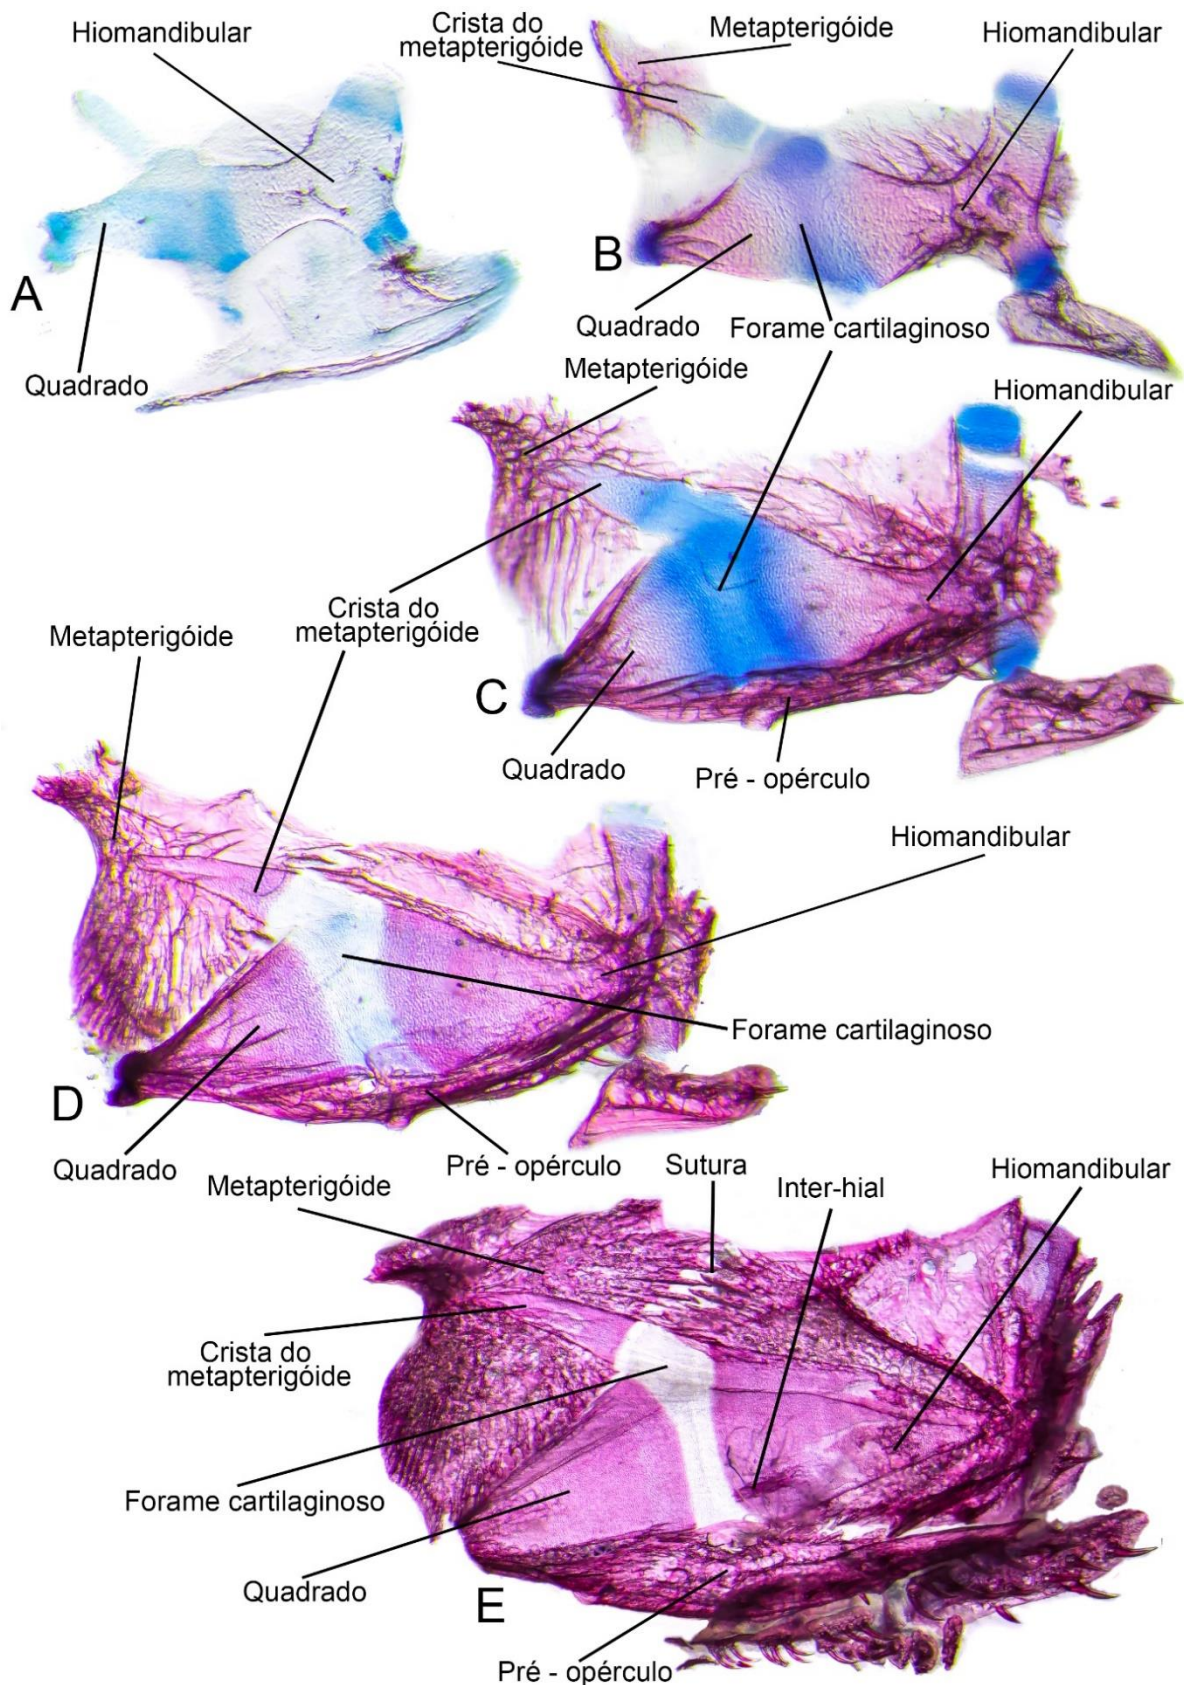 Hiomandibular
A
Quadrado
Crista do
metapterigóide
Metapterigóide
Hiomandibular
B
Quadrado
Forame cartilaginoso
Metapterigóide
Hiomandibular
Crista do
metapterigóide
C
Quadrado
Pré - opérculo
Metapterigóide
Hiomandibular
Forame cartilaginoso
D
Quadrado
Pré - opérculo
Metapterigóide
Sutura
Inter-hial
Hiomandibular
Crista do
metapterigóide
Forame cartilaginoso
Quadrado
E
Pré - opérculo